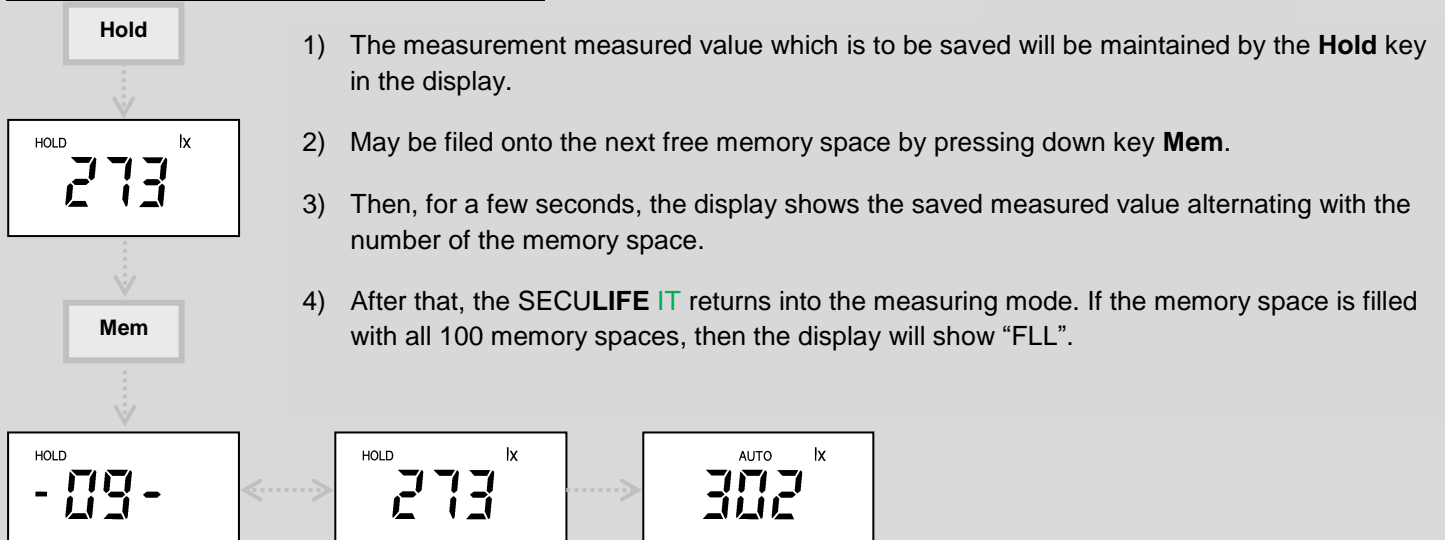 Hold
1) The measurement measured value which is to be saved will be maintained by the Hold key
in the display.
HOLD lx
273
2) May be filed onto the next free memory space by pressing down key Mem.
3) Then, for a few seconds, the display shows the saved measured value alternating with the
number of the memory space.
Mem
4) After that, the SECULIFE IT returns into the measuring mode. If the memory space is filled
with all 100 memory spaces, then the display will show “FLL”.
HOLD
-09-
HOLD lx
273
AUTO lx
302